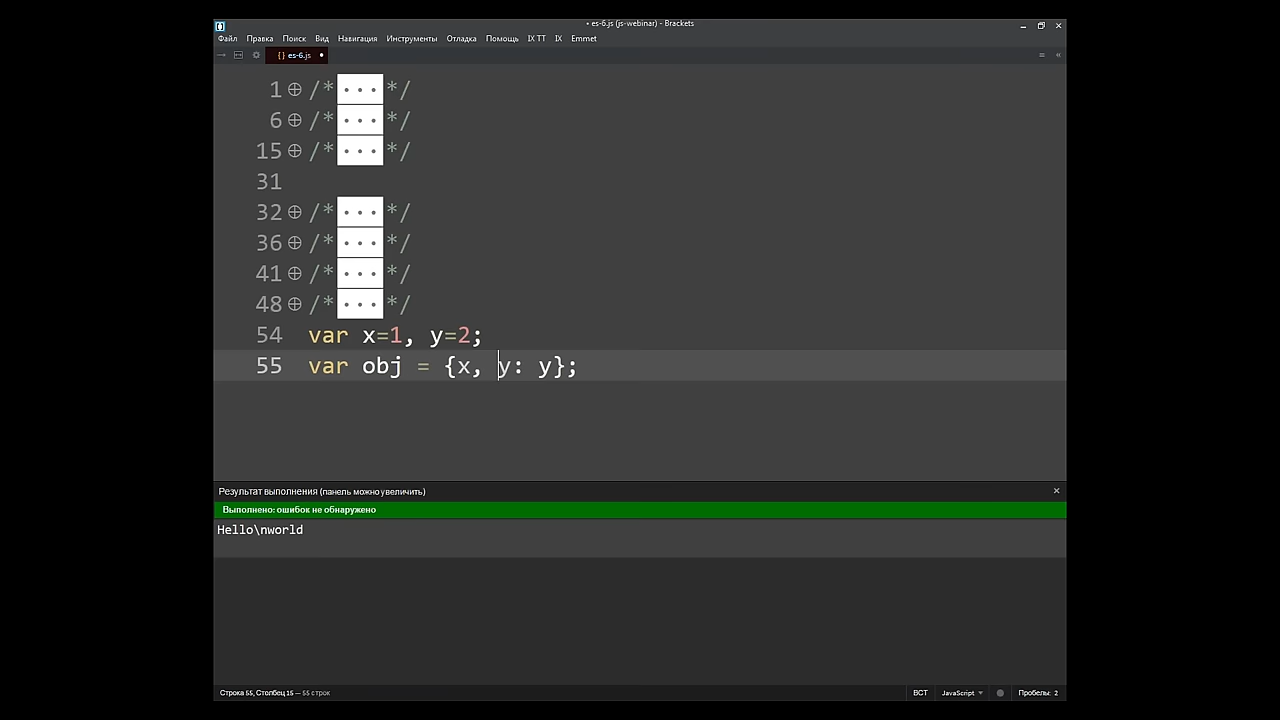 • es-6.js (js-webinar) - Brackets
Файл Правка Поиск Вид Навигация Инструменты Отладка Помощь IX TT IX Emmet
{} es-6.js •
1 /*...*/
6 /*...*/
15 /*...*/
31
32 /*...*/
36 /*...*/
41 /*...*/
48 /*...*/
54 var x=1, y=2;
55 var obj = {x, y: y};
Результат выполнения (панель можно увеличить)
Выполнено: ошибок не обнаружено
Hello\nworld
Строка 55, Столбец 15 — 55 строк ВСТ JavaScript Пробелы: 2